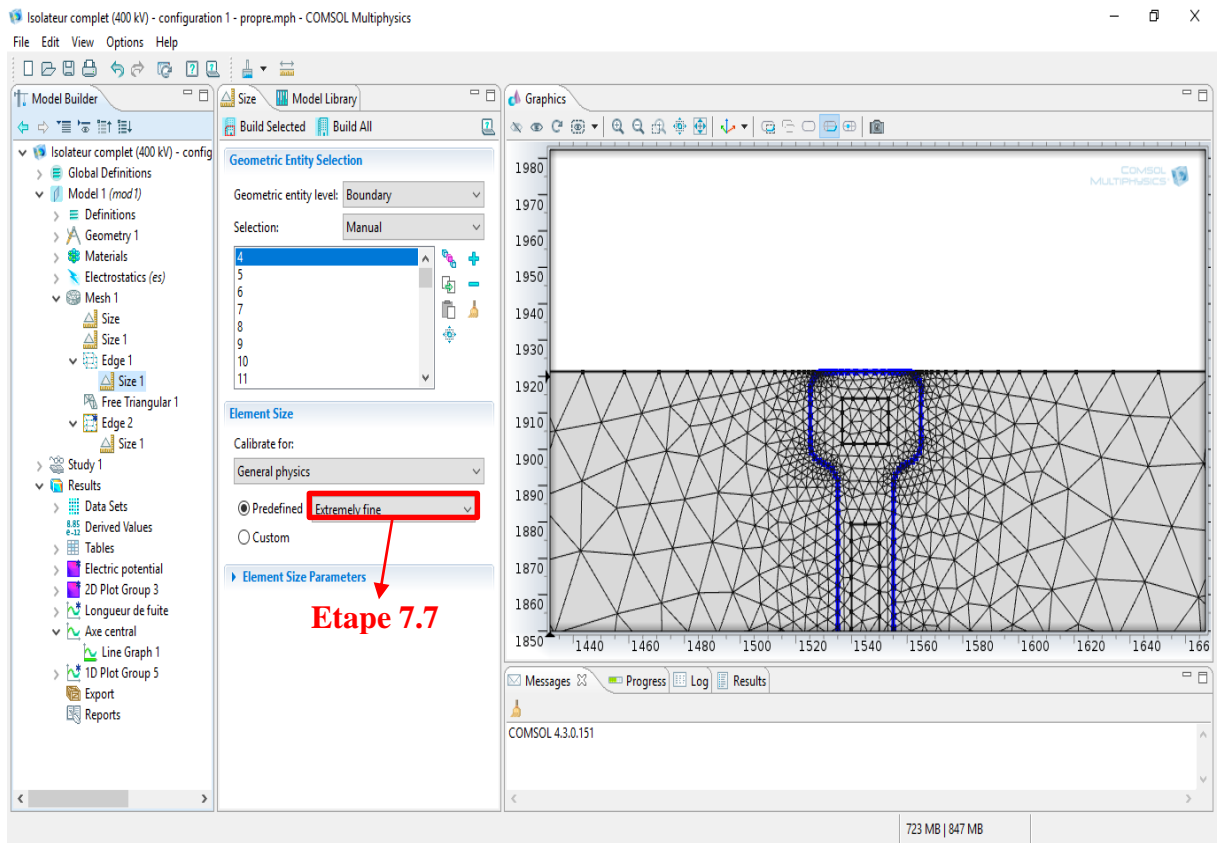 Isolateur complet (400 kV) - configuration 1 - propre.mph - COMSOL Multiphysics
File Edit View Options Help
Model Builder
Isolateur complet (400 kV) - config
Global Definitions
Model 1 (mod1)
Definitions
Geometry 1
Materials
Electrostatics (es)
Mesh 1
Size
Size 1
Edge 1
Size 1
Free Triangular 1
Edge 2
Size 1
Study 1
Results
Data Sets
8.85
e-12
Derived Values
Tables
Electric potential
2D Plot Group 3
Longueur de fuite
Axe central
Line Graph 1
1D Plot Group 5
Export
Reports
Size
Model Library
Build Selected
Build All
Geometric Entity Selection
Geometric entity level: Boundary
Selection: Manual
4
5
6
7
8
9
10
11
Element Size
Calibrate for:
General physics
Predefined Extremely fine
Custom
Element Size Parameters
Etape 7.7
Graphics
COMSOL
MULTIPHYSICS
1980
1970
1960
1950
1940
1930
1920
1910
1900
1890
1880
1870
1860
1850
1440 1460 1480 1500 1520 1540 1560 1580 1600 1620 1640 166
Messages Progress Log Results
COMSOL 4.3.0.151
723 MB | 847 MB